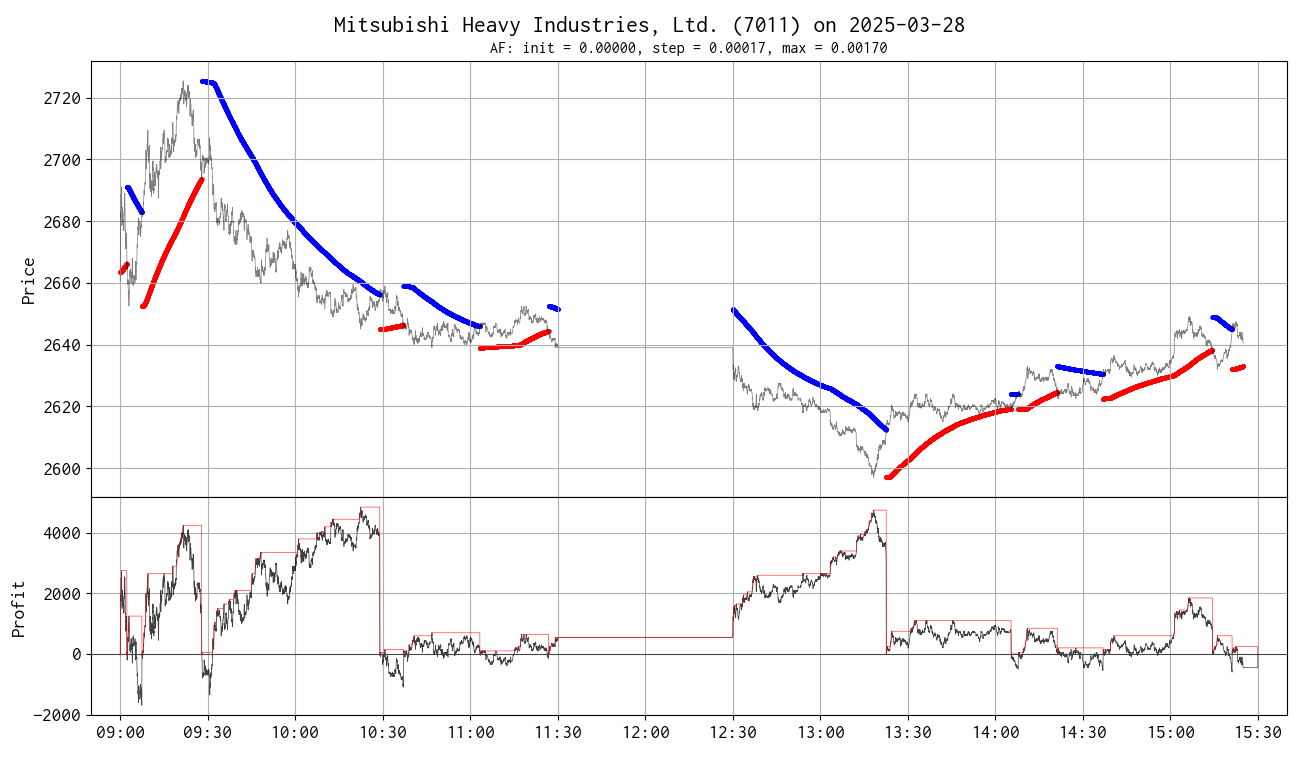 Mitsubishi Heavy Industries, Ltd. (7011) on 2025-03-28
AF: init = 0.00000, step = 0.00017, max = 0.00170
Price
2720
2700
2680
2660
2640
2620
2600
Profit
4000
2000
0
−2000
09:00 09:30 10:00 10:30 11:00 11:30 12:00 12:30 13:00 13:30 14:00 14:30 15:00 15:30